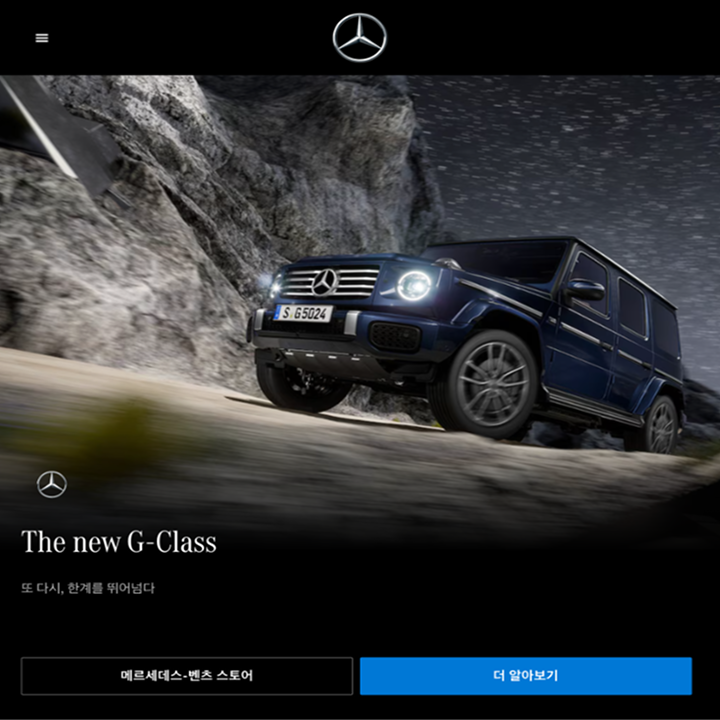 S G 5024
The new G-Class
또 다시, 한계를 뛰어넘다
메르세데스-벤츠 스토어
더 알아보기